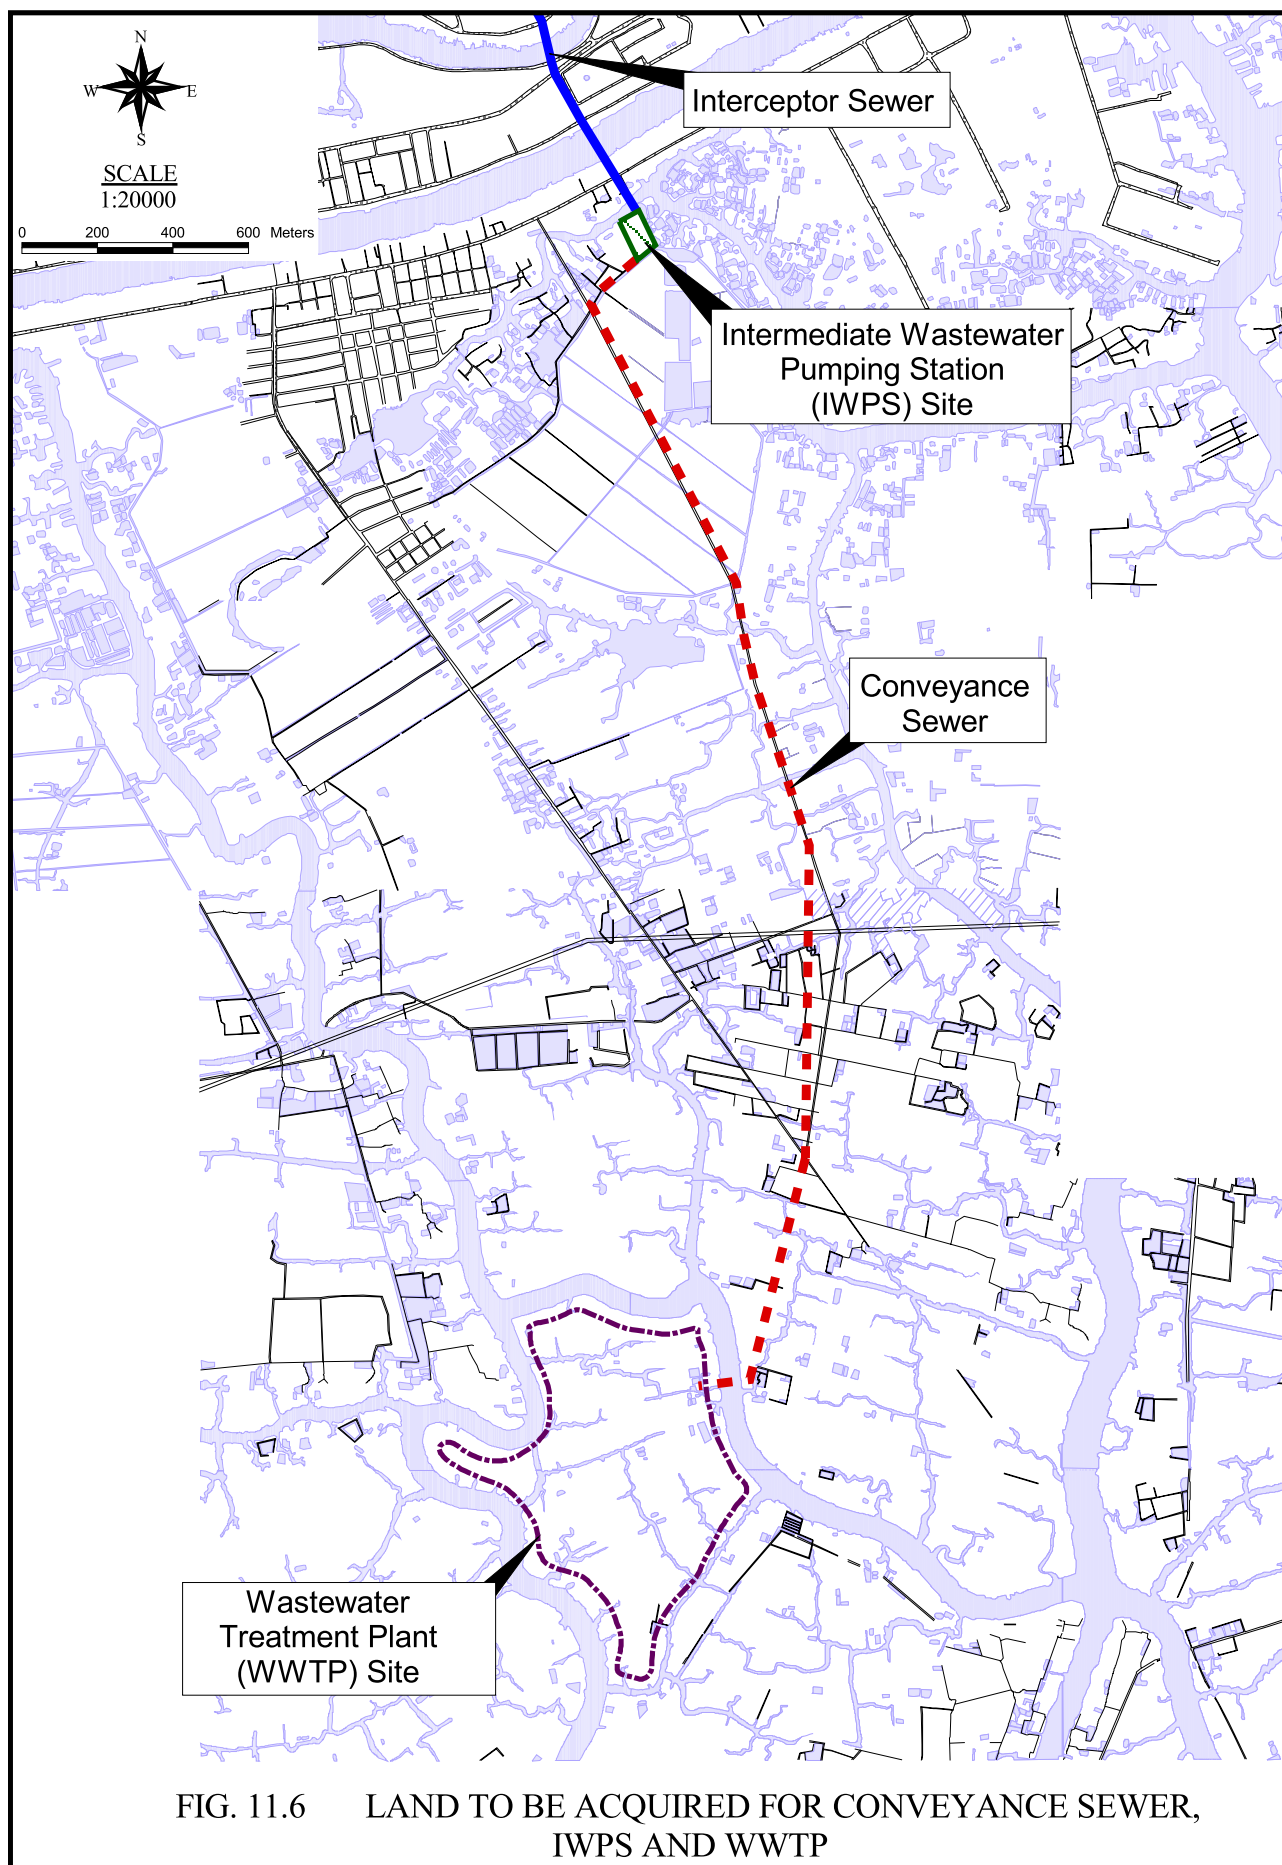 N
W
E
S
SCALE
1:20000
0 200 400 600 Meters
Interceptor Sewer
Intermediate Wastewater
Pumping Station
(IWPS) Site
Conveyance
Sewer
Wastewater
Treatment Plant
(WWTP) Site
FIG. 11.6 LAND TO BE ACQUIRED FOR CONVEYANCE SEWER,
IWPS AND WWTP